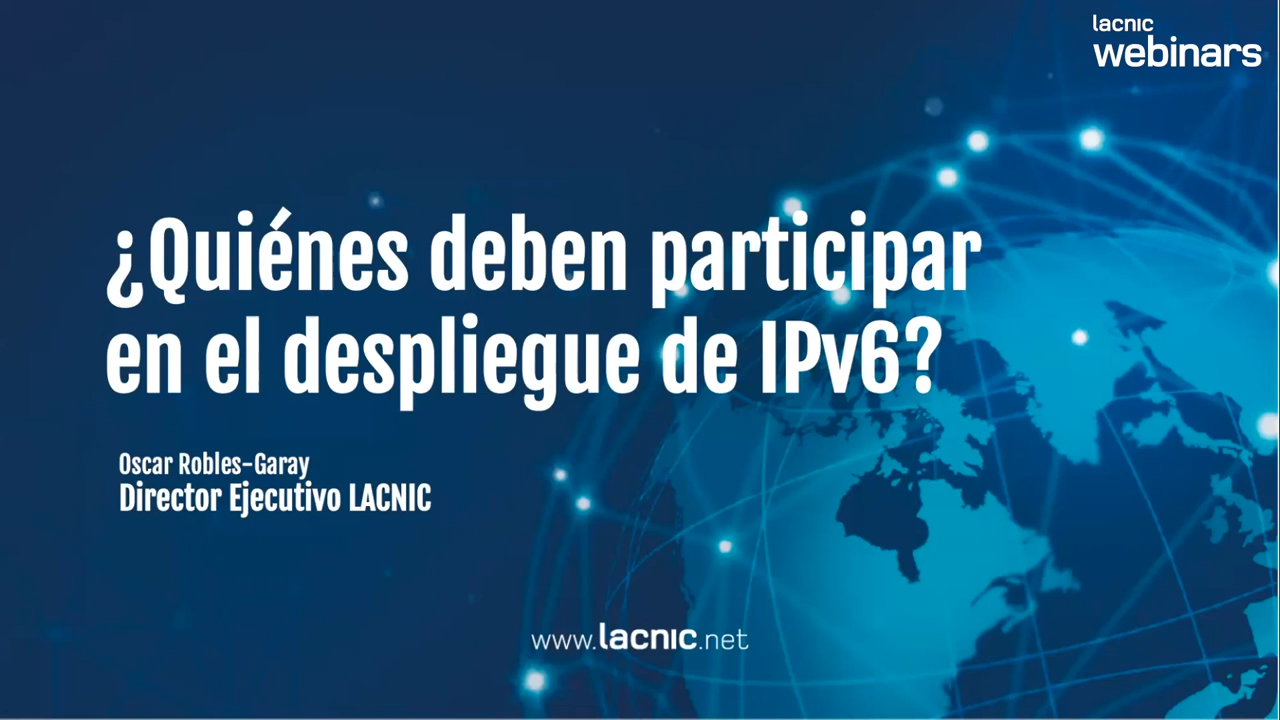 lacnic
webinars
¿Quiénes deben participar
en el despliegue de IPv6?
Oscar Robles-Garay
Director Ejecutivo LACNIC
www.lacnic.net